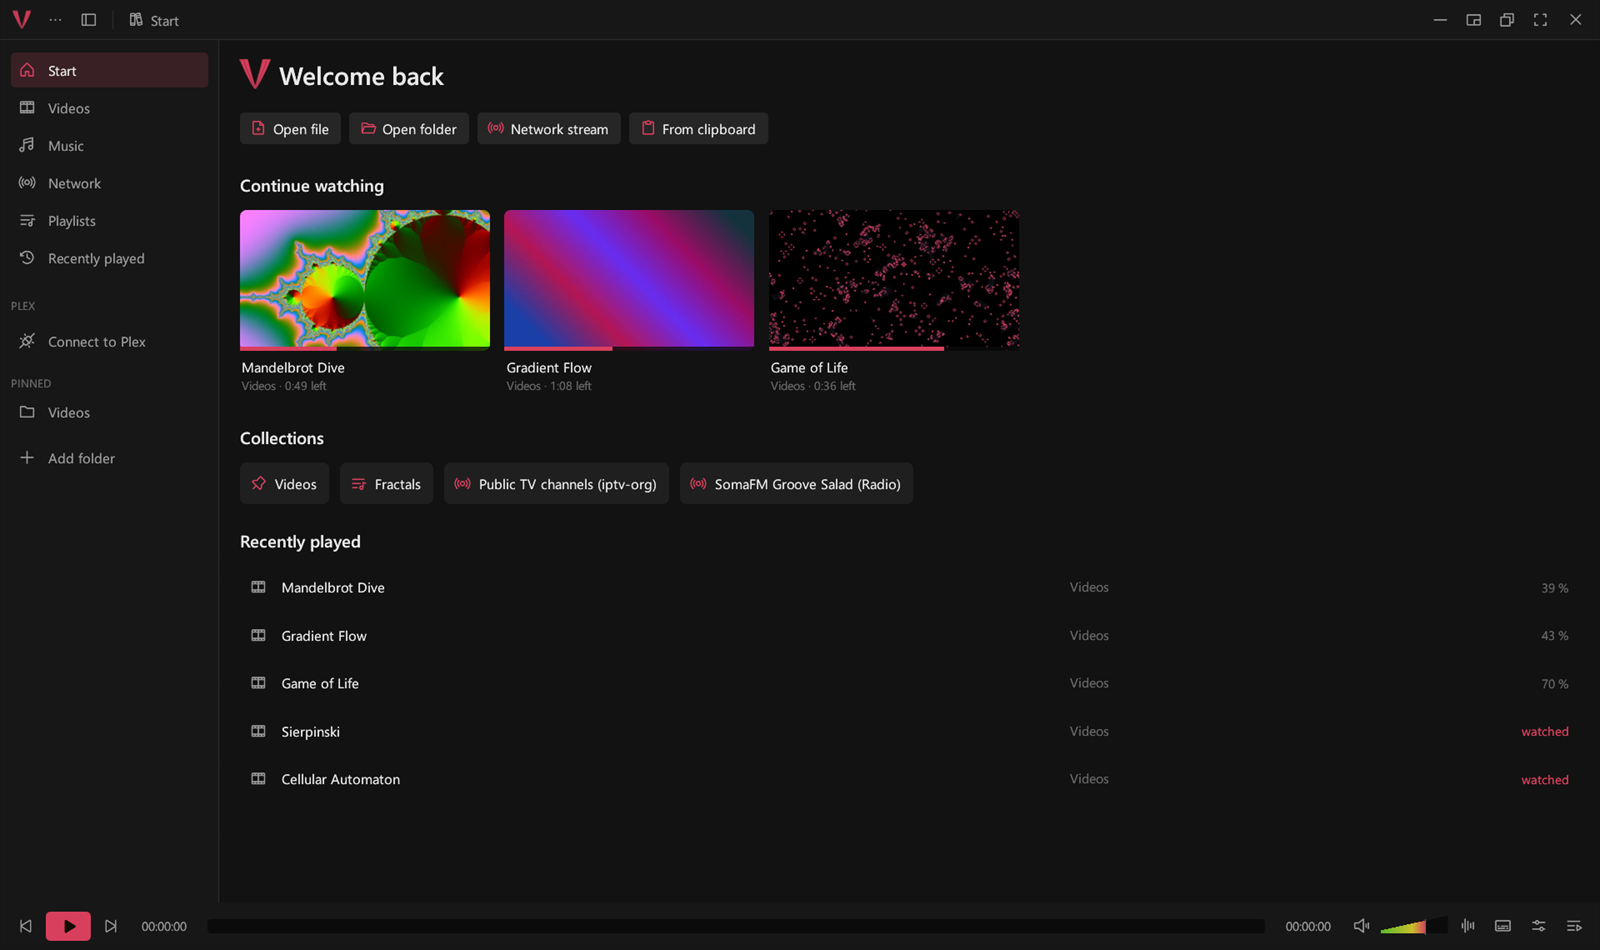 Start
Start
Videos
Music
Network
Playlists
Recently played
PLEX
Connect to Plex
PINNED
Videos
Add folder
Welcome back
Open file
Open folder
Network stream
From clipboard
Continue watching
Mandelbrot Dive
Videos · 0:49 left
Gradient Flow
Videos · 1:08 left
Game of Life
Videos · 0:36 left
Collections
Videos
Fractals
Public TV channels (iptv-org)
SomaFM Groove Salad (Radio)
Recently played
Mandelbrot Dive Videos 39 %
Gradient Flow Videos 43 %
Game of Life Videos 70 %
Sierpinski Videos watched
Cellular Automaton Videos watched
00:00:00 00:00:00